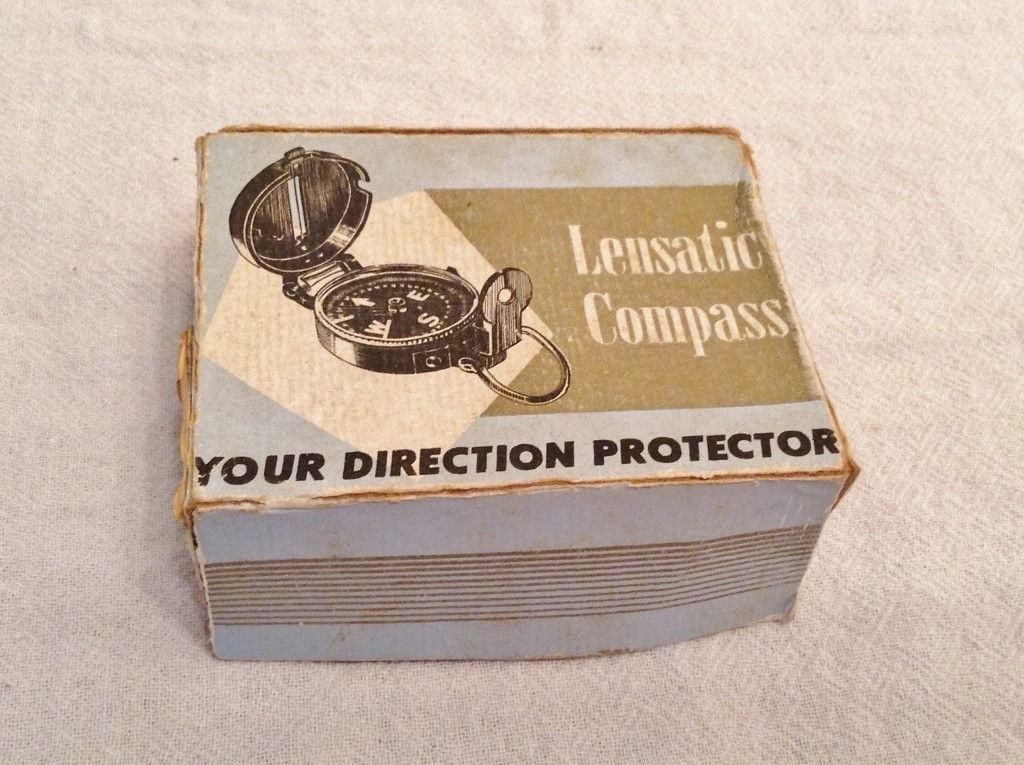 Lensatic
Compass
E
W
S
YOUR DIRECTION PROTECTOR